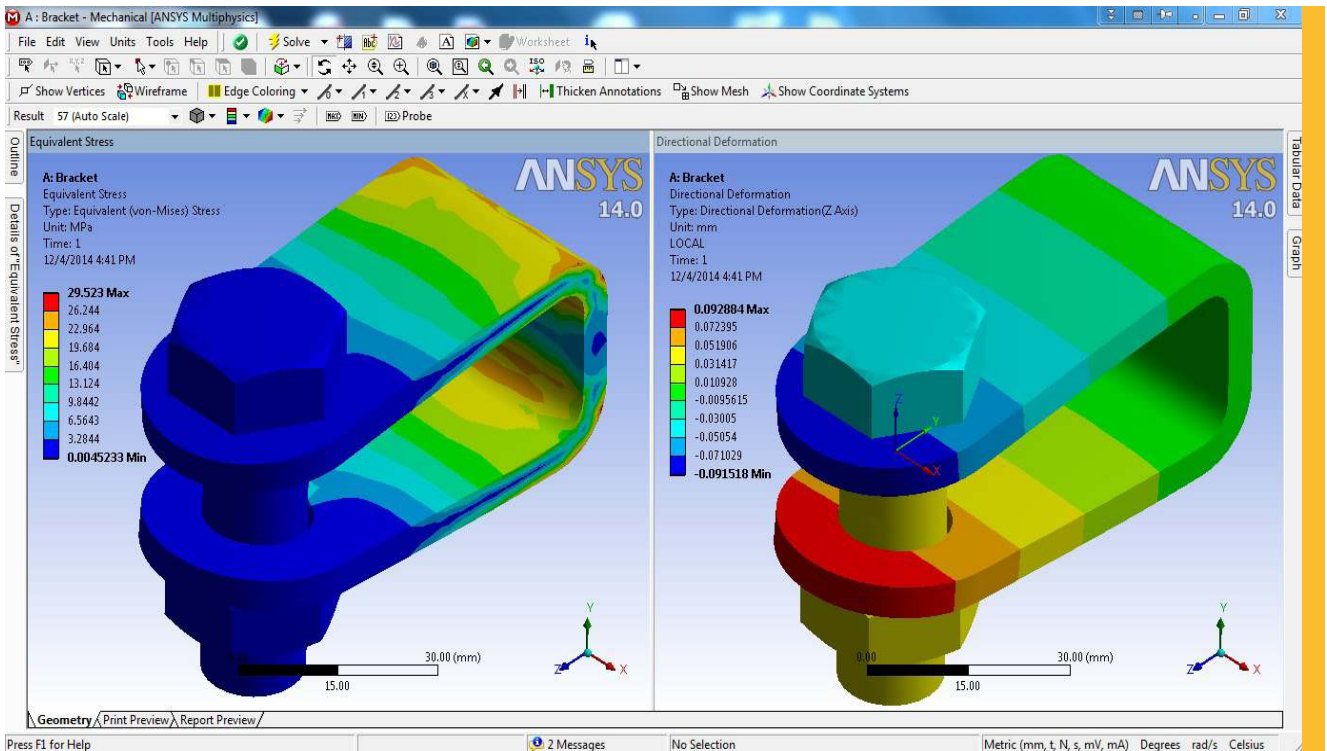 A : Bracket - Mechanical [ANSYS Multiphysics]
File Edit View Units Tools Help Solve Worksheet
Show Vertices Wireframe Edge Coloring Thicken Annotations Show Mesh Show Coordinate Systems
Result 57 (Auto Scale) MAX MIN Probe
Outline
Details of "Equivalent Stress"
Equivalent Stress
A: Bracket
Equivalent Stress
Type: Equivalent (von-Mises) Stress
Unit: MPa
Time: 1
12/4/2014 4:41 PM
29.523 Max
26.244
22.964
19.684
16.404
13.124
9.8442
6.5643
3.2844
0.0045233 Min
ANSYS
14.0
0.00 30.00 (mm)
15.00
Y
Z X
Directional Deformation
A: Bracket
Directional Deformation
Type: Directional Deformation(Z Axis)
Unit: mm
LOCAL
Time: 1
12/4/2014 4:41 PM
0.092884 Max
0.072395
0.051906
0.031417
0.010928
-0.0095615
-0.03005
-0.05054
-0.071029
-0.091518 Min
ANSYS
14.0
Z
Y
X
0.00 30.00 (mm)
15.00
Y
Z X
Tabular Data
Graph
Geometry Print Preview Report Preview
Press F1 for Help 2 Messages No Selection Metric (mm, t, N, s, mV, mA) Degrees rad/s Celsius